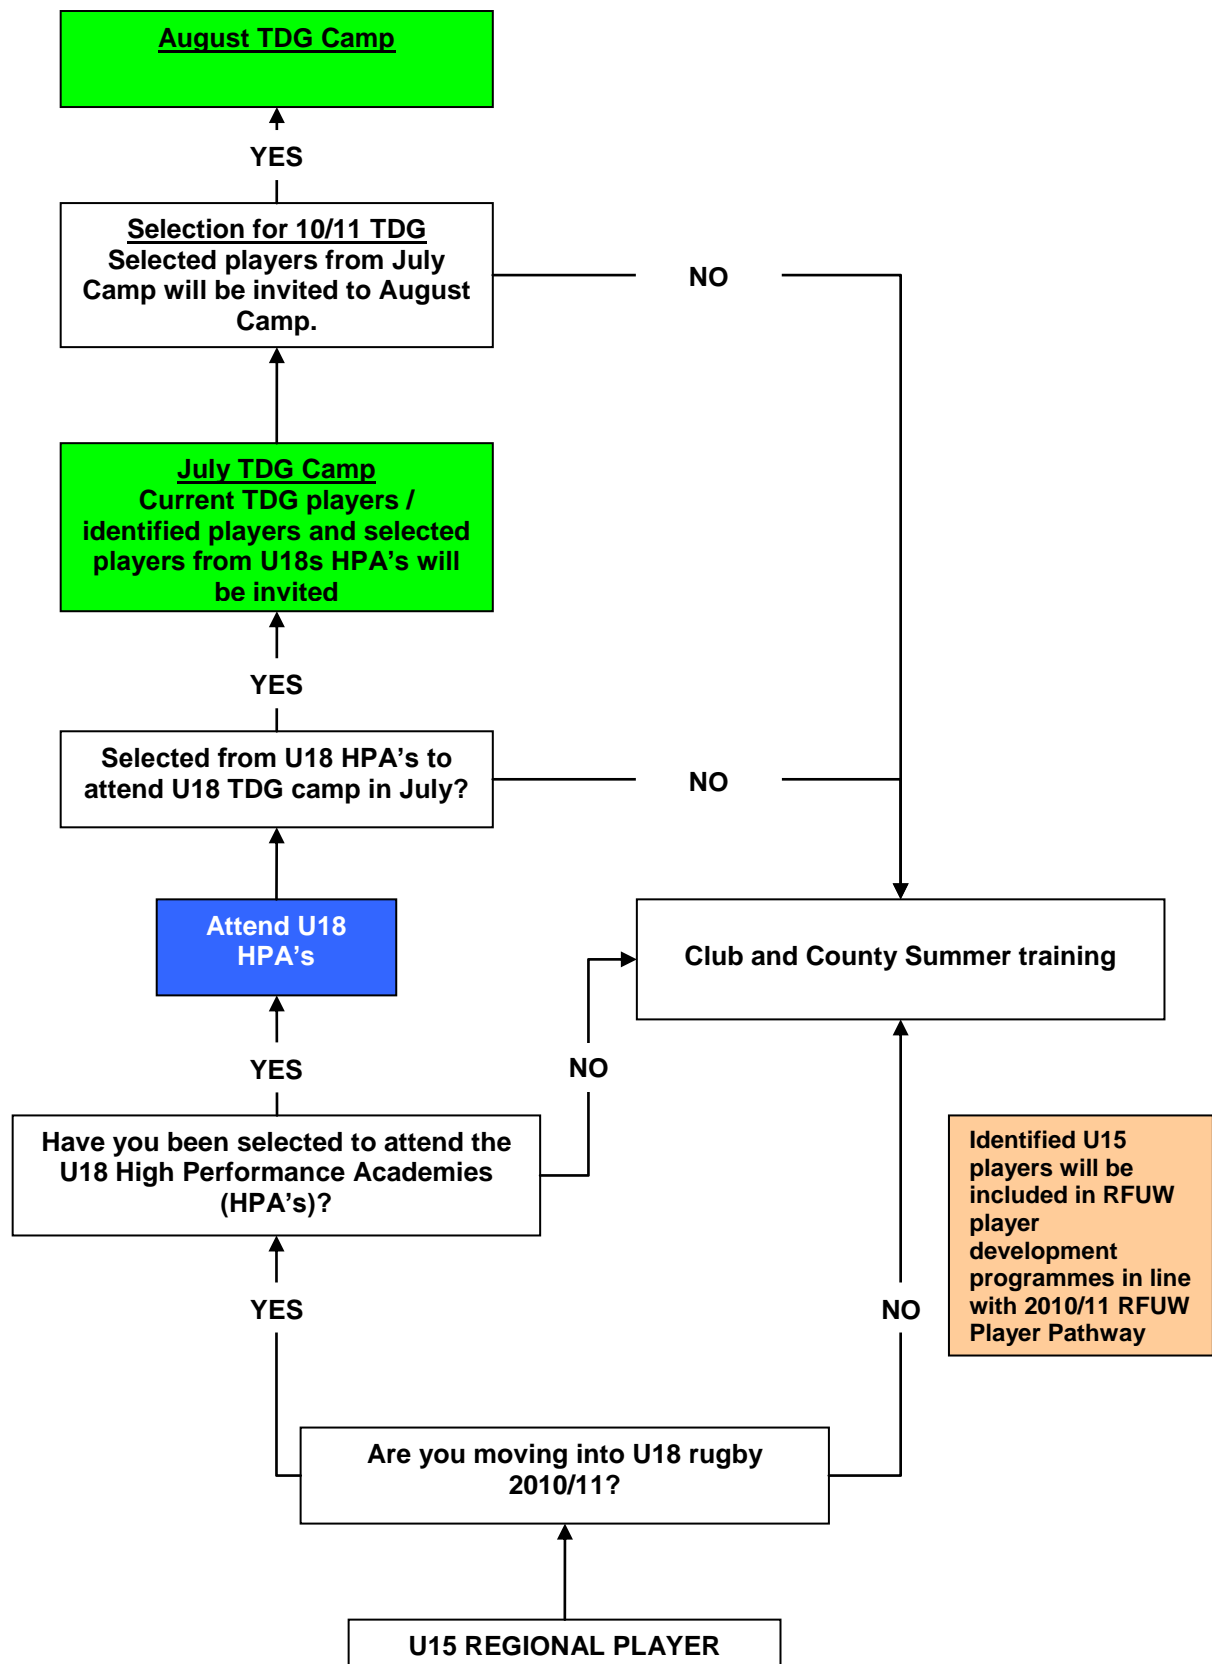 August TDG Camp
YES
Selection for 10/11 TDG
Selected players from July
Camp will be invited to August
Camp.
NO
July TDG Camp
Current TDG players /
identified players and selected
players from U18s HPA’s will
be invited
YES
Selected from U18 HPA’s to
attend U18 TDG camp in July?
NO
Attend U18
HPA’s
Club and County Summer training
YES
NO
Have you been selected to attend the
U18 High Performance Academies
(HPA’s)?
Identified U15
players will be
included in RFUW
player
development
programmes in line
with 2010/11 RFUW
Player Pathway
YES
NO
Are you moving into U18 rugby
2010/11?
U15 REGIONAL PLAYER